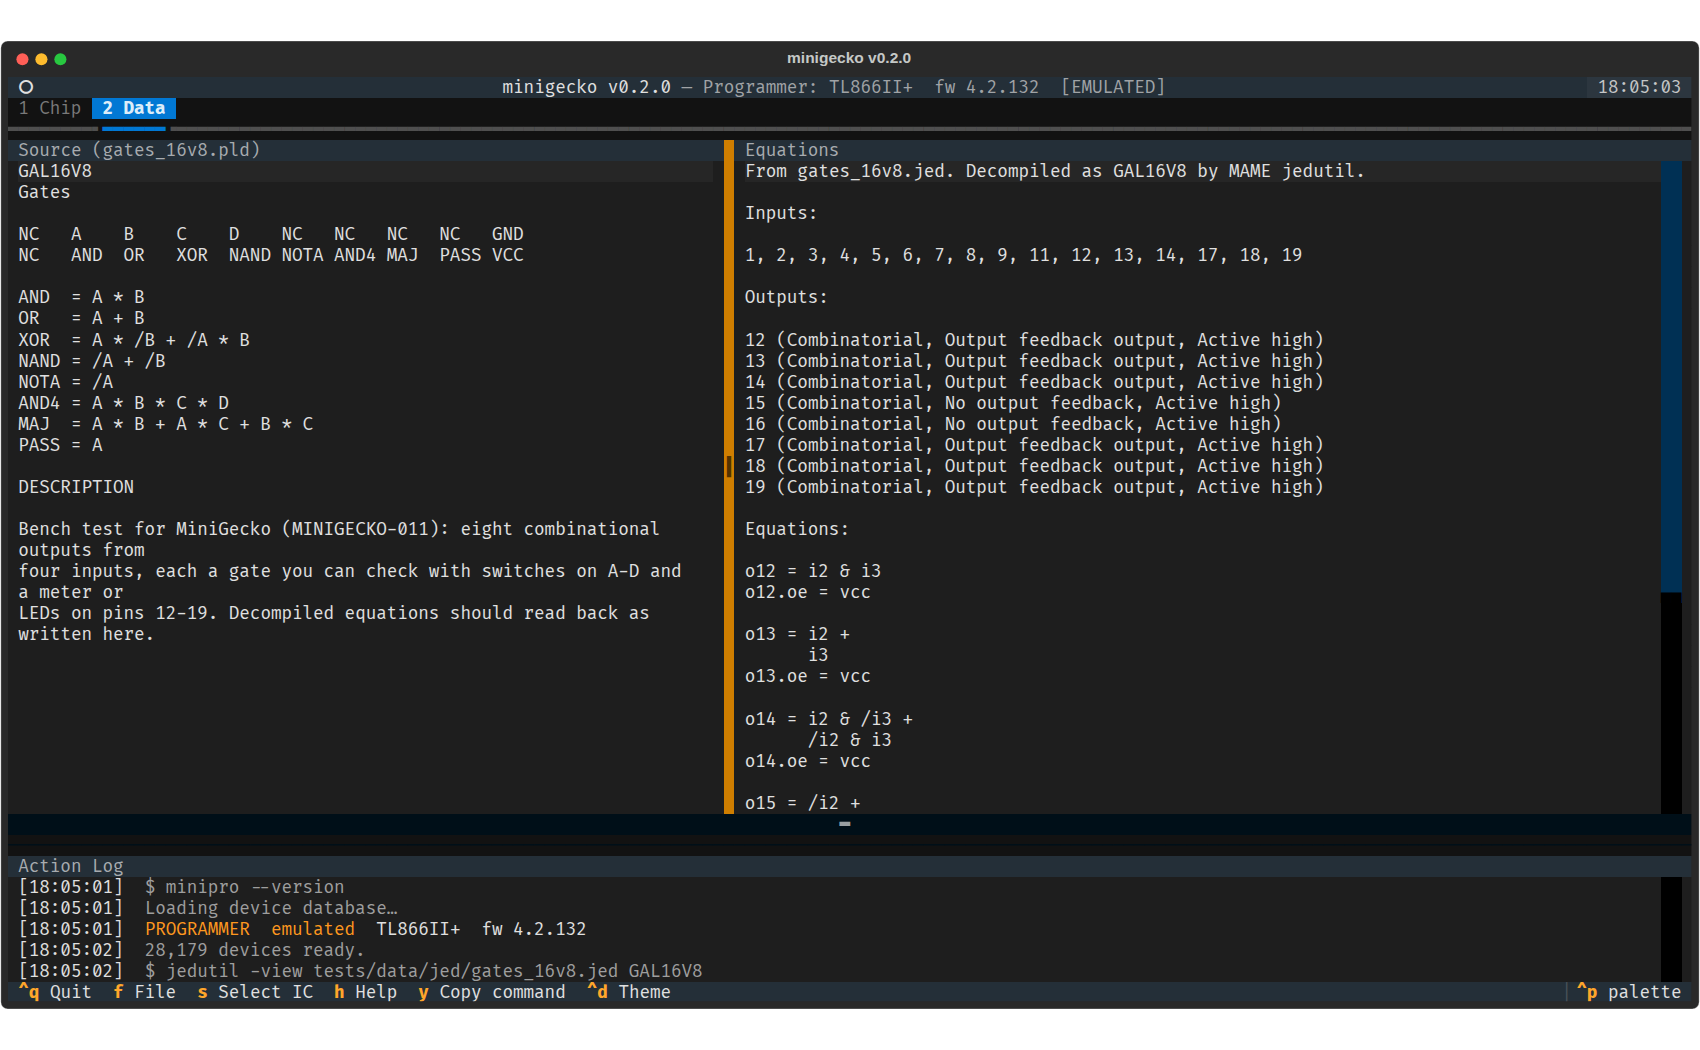 minigecko v0.2.0
minigecko v0.2.0 — Programmer: TL866II+  fw 4.2.132  [EMULATED]
18:05:03
1 Chip  2 Data
Source (gates_16v8.pld)
GAL16V8
Gates
NC   A    B    C    D    NC   NC   NC   NC   GND
NC   AND  OR   XOR  NAND NOTA AND4 MAJ  PASS VCC
AND  = A * B
OR   = A + B
XOR  = A * /B + /A * B
NAND = /A + /B
NOTA = /A
AND4 = A * B * C * D
MAJ  = A * B + A * C + B * C
PASS = A
DESCRIPTION
Bench test for MiniGecko (MINIGECKO-011): eight combinational
outputs from
four inputs, each a gate you can check with switches on A-D and
a meter or
LEDs on pins 12-19. Decompiled equations should read back as
written here.
Equations
From gates_16v8.jed. Decompiled as GAL16V8 by MAME jedutil.
Inputs:
1, 2, 3, 4, 5, 6, 7, 8, 9, 11, 12, 13, 14, 17, 18, 19
Outputs:
12 (Combinatorial, Output feedback output, Active high)
13 (Combinatorial, Output feedback output, Active high)
14 (Combinatorial, Output feedback output, Active high)
15 (Combinatorial, No output feedback, Active high)
16 (Combinatorial, No output feedback, Active high)
17 (Combinatorial, Output feedback output, Active high)
18 (Combinatorial, Output feedback output, Active high)
19 (Combinatorial, Output feedback output, Active high)
Equations:
o12 = i2 & i3
o12.oe = vcc
o13 = i2 +
i3
o13.oe = vcc
o14 = i2 & /i3 +
/i2 & i3
o14.oe = vcc
o15 = /i2 +
Action Log
[18:05:01]  $ minipro --version
[18:05:01]  Loading device database…
[18:05:01]  PROGRAMMER  emulated  TL866II+  fw 4.2.132
[18:05:02]  28,179 devices ready.
[18:05:02]  $ jedutil -view tests/data/jed/gates_16v8.jed GAL16V8
^q Quit  f File  s Select IC  h Help  y Copy command  ^d Theme
^p palette